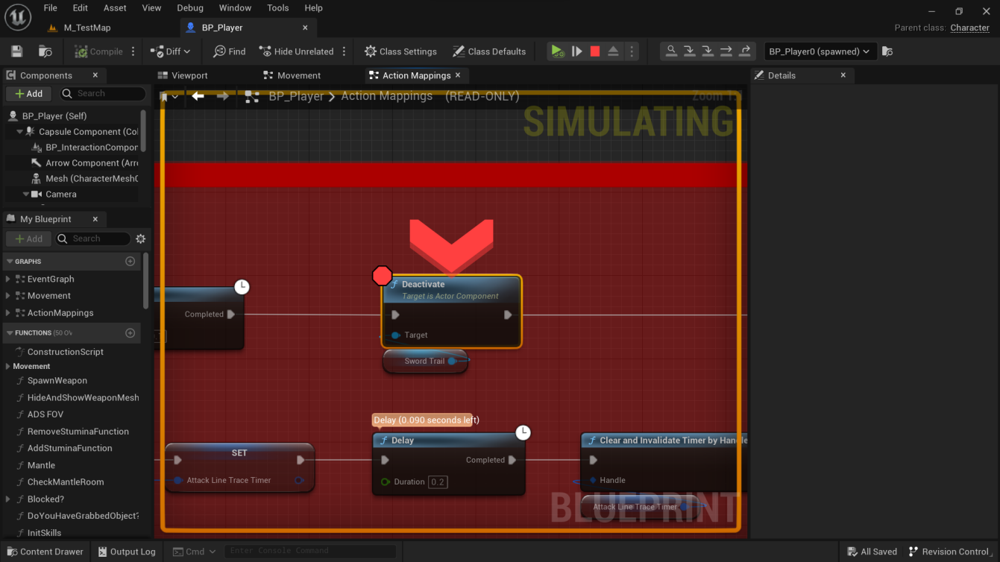 File Edit Asset View Debug Window Tools Help
M_TestMap
BP_Player
Parent class: Character
Compile
Diff
Find
Hide Unrelated
Class Settings
Class Defaults
BP_Player0 (spawned)
Components
Viewport
Movement
Action Mappings
Details
Add
Search
BP_Player > Action Mappings (READ-ONLY)
Zoom 1:1
SIMULATING
BP_Player (Self)
Capsule Component (Col
BP_InteractionCompon
Arrow Component (Arro
Mesh (CharacterMesh0
Camera
My Blueprint
Add
Search
GRAPHS
EventGraph
Movement
ActionMappings
FUNCTIONS (50 OV
ConstructionScript
Movement
SpawnWeapon
HideAndShowWeaponMesh
ADS FOV
RemoveStuminaFunction
AddStuminaFunction
Mantle
CheckMantleRoom
Blocked?
DoYouHaveGrabbedObject?
InitSkills
Completed
Deactivate
Target is Actor Component
Target
Sword Trail
Delay (0.090 seconds left)
SET
Attack Line Trace Timer
Delay
Completed
Duration 0.2
Clear and Invalidate Timer by Handle
Handle
Attack Line Trace Timer
BLUEPRINT
Content Drawer
Output Log
Cmd
Enter Console Command
All Saved
Revision Control